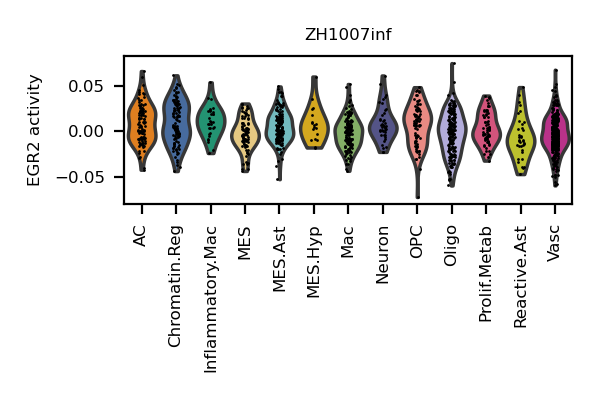 ZH1007inf
EGR2 activity
0.05
0.00
−0.05
AC
Chromatin.Reg
Inflammatory.Mac
MES
MES.Ast
MES.Hyp
Mac
Neuron
OPC
Oligo
Prolif.Metab
Reactive.Ast
Vasc